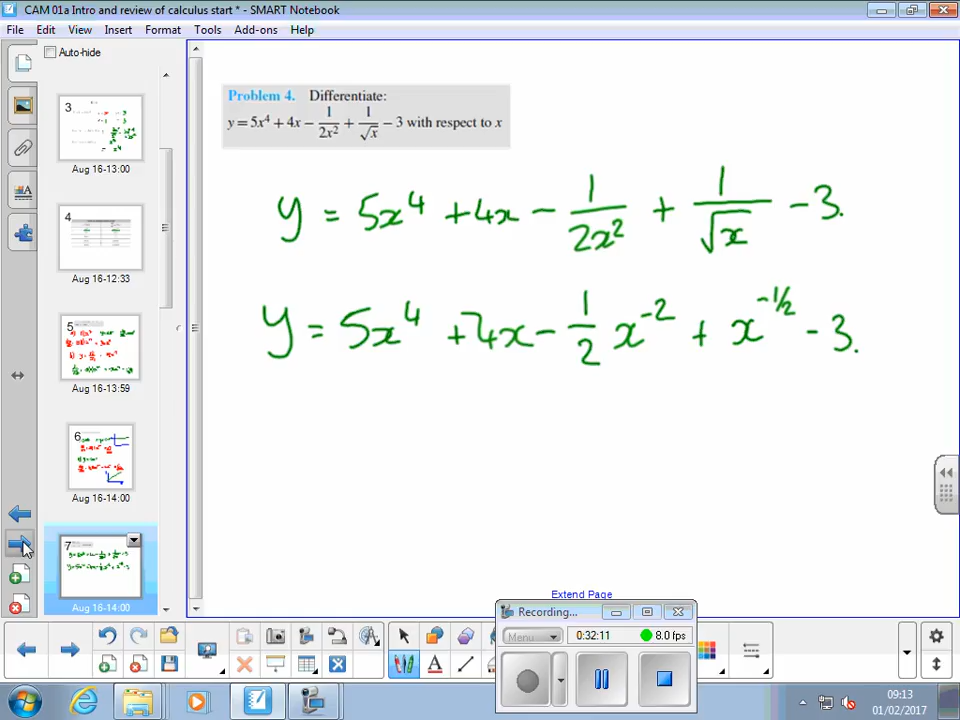 CAM 01a Intro and review of calculus start * - SMART Notebook
File Edit View Insert Format Tools Add-ons Help
Auto-hide
3
Aug 16-13:00
4
Aug 16-12:33
5
Aug 16-13:59
6
Aug 16-14:00
7
Aug 16-14:00
Problem 4. Differentiate:
y = 5x⁴ + 4x − 1/2x² + 1/√x − 3 with respect to x
y = 5x⁴ + 4x − 1/2x² + 1/√x − 3.
y = 5x⁴ + 4x − 1/2 x⁻² + x^-1/2 − 3.
Extend Page
Recording...
Menu 0:32:11 8.0 fps
A
09:13
01/02/2017